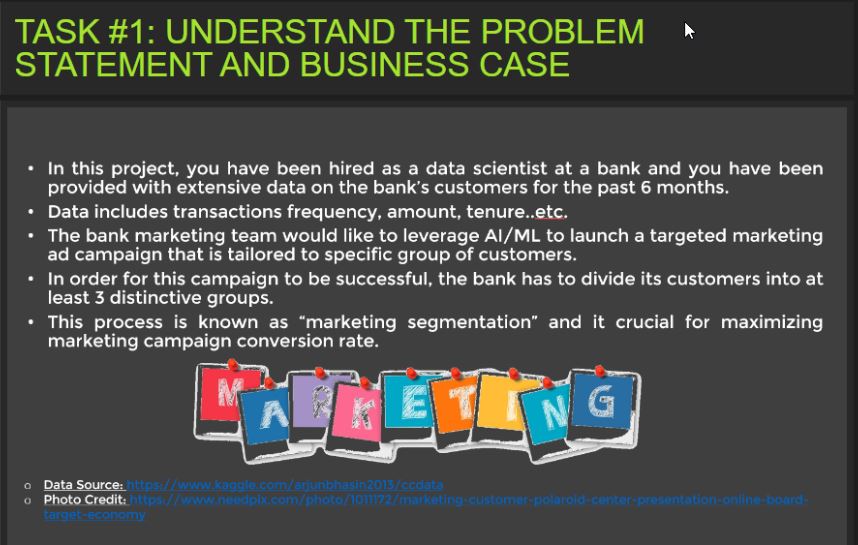 TASK #1: UNDERSTAND THE PROBLEM
STATEMENT AND BUSINESS CASE
• In this project, you have been hired as a data scientist at a bank and you have been
provided with extensive data on the bank's customers for the past 6 months.
• Data includes transactions frequency, amount, tenure..etc.
• The bank marketing team would like to leverage AI/ML to launch a targeted marketing
ad campaign that is tailored to specific group of customers.
• In order for this campaign to be successful, the bank has to divide its customers into at
least 3 distinctive groups.
• This process is known as “marketing segmentation” and it crucial for maximizing
marketing campaign conversion rate.
MARKETING
o Data Source: https://www.kaggle.com/arjunbhasin2013/ccdata
o Photo Credit: https://www.needpix.com/photo/1011172/marketing-customer-polaroid-center-presentation-online-board-
target-economy